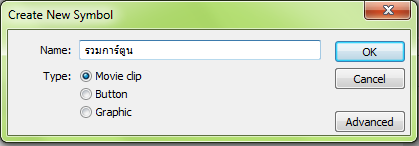 Create New Symbol
Name: รวมการ์ตูน
OK
Type: Movie clip
Cancel
Button
Graphic
Advanced